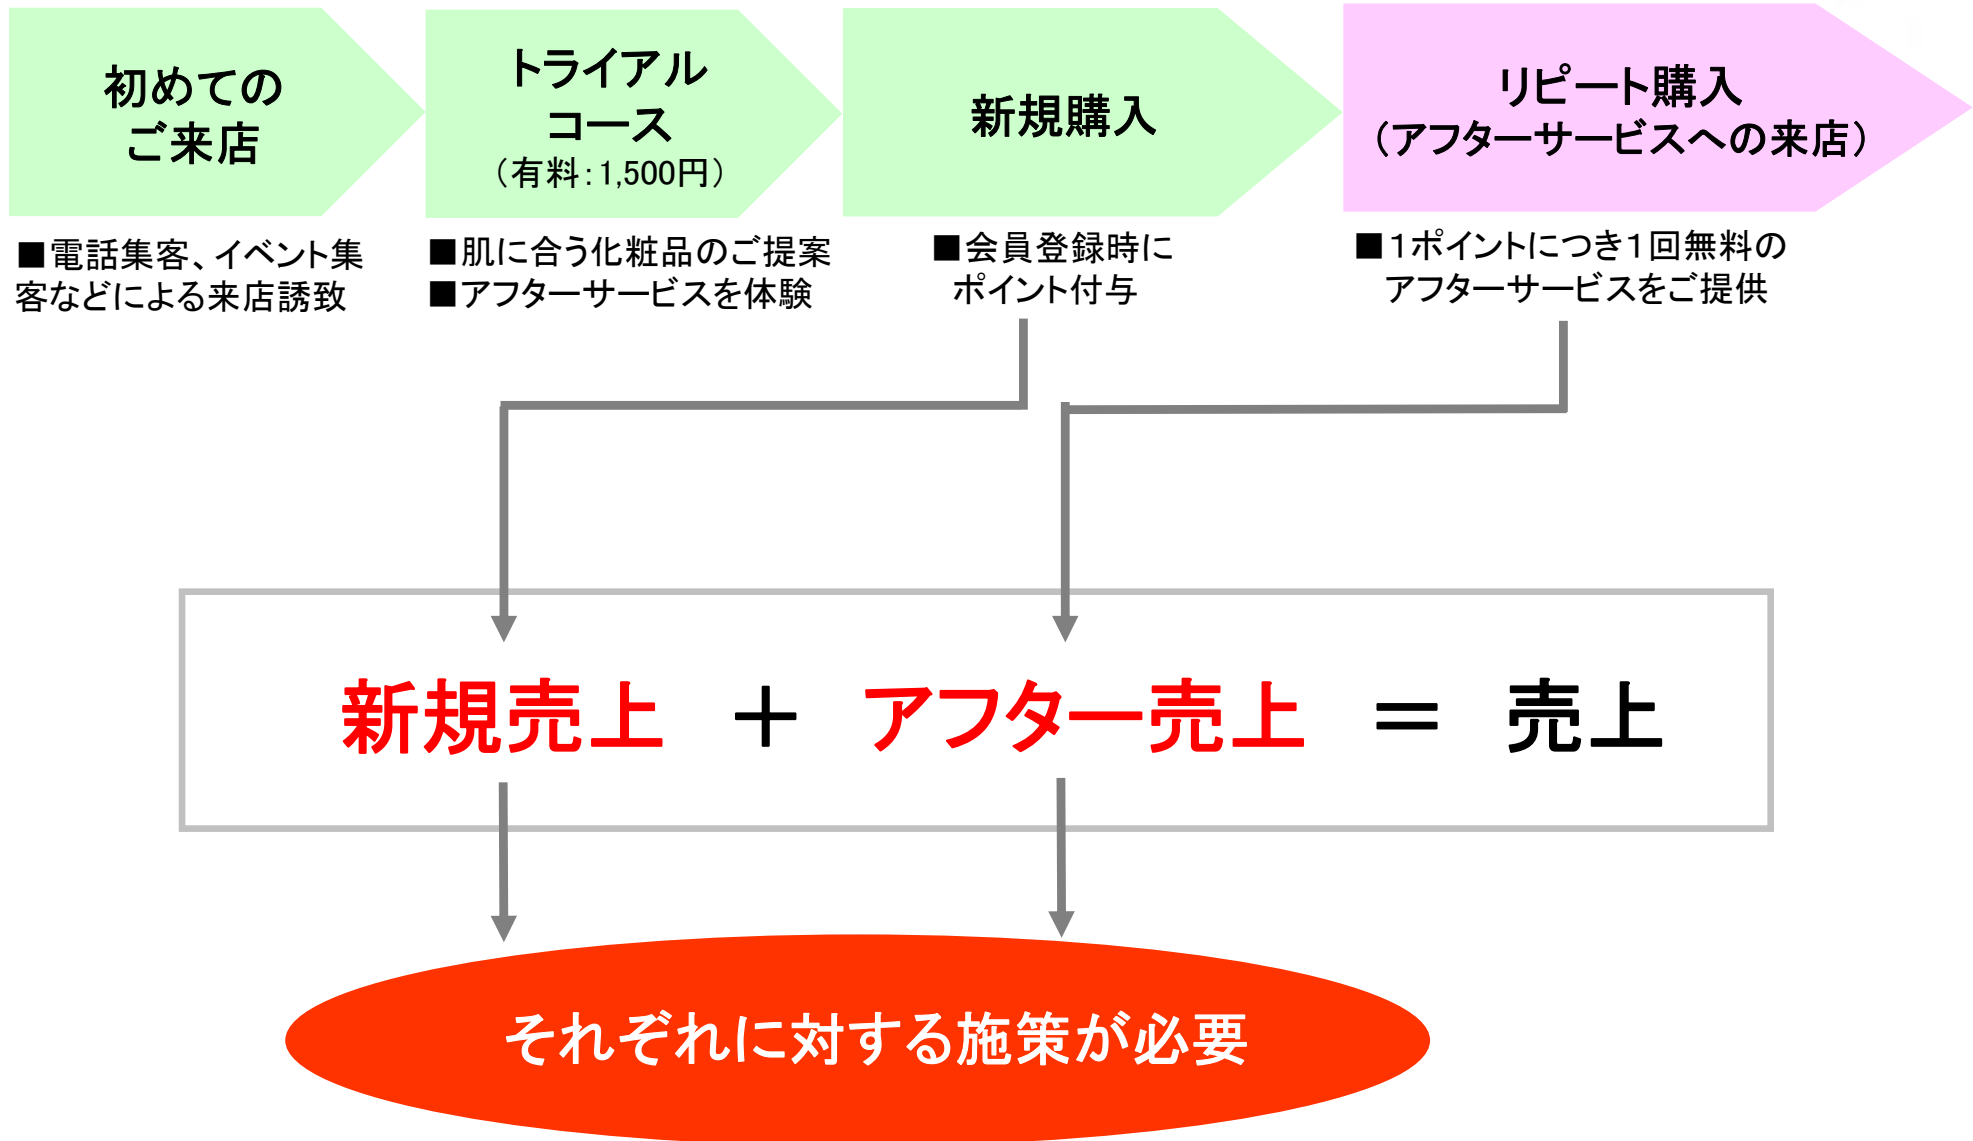 初めての
ご来店
トライアル
コース
（有料：1,500円）
新規購入
リピート購入
（アフターサービスへの来店）
■電話集客、イベント集
客などによる来店誘致
■肌に合う化粧品のご提案
■アフターサービスを体験
■会員登録時に
ポイント付与
■１ポイントにつき１回無料の
アフターサービスをご提供
新規売上 ＋ アフター売上 ＝ 売上
それぞれに対する施策が必要